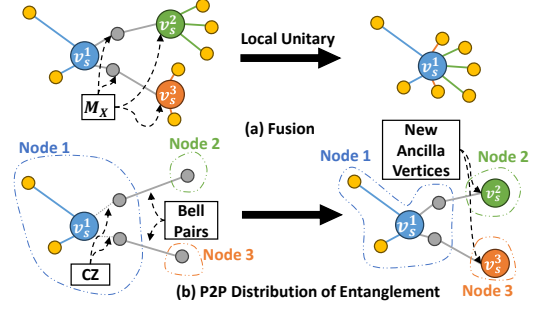 v_s^1
v_s^2
v_s^3
M_X
Local Unitary
v_s^1
(a) Fusion
Node 1
Node 2
v_s^1
Bell
Pairs
CZ
Node 3
Node 1
New
Ancilla
Vertices
Node 2
v_s^1
v_s^2
v_s^3
Node 3
(b) P2P Distribution of Entanglement